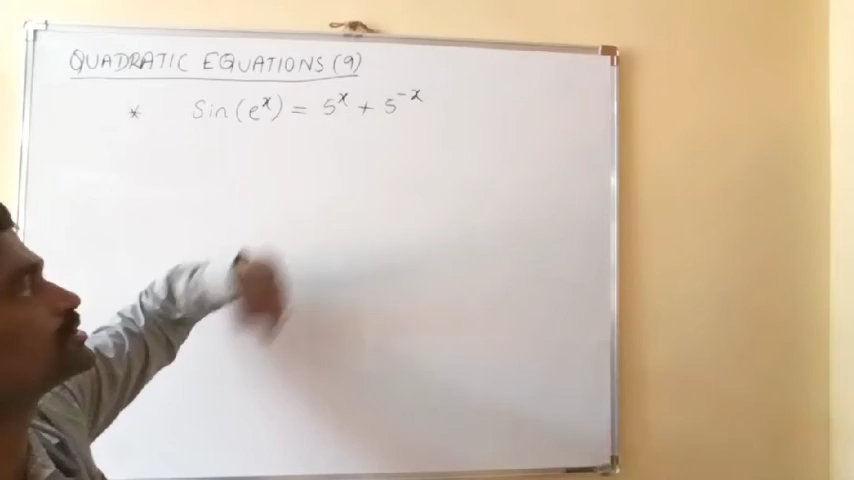 QUADRATIC EQUATIONS (9)
* Sin(e^x) = 5^x + 5^-x